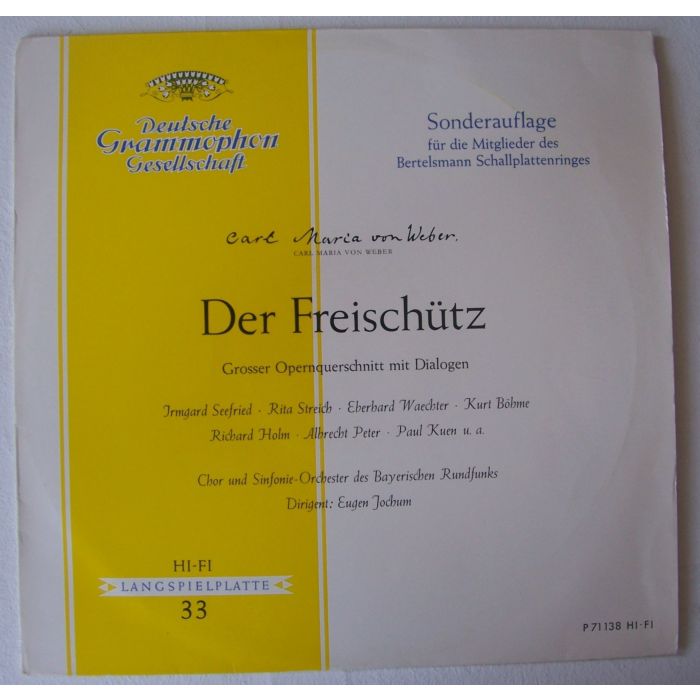 Deutsche
Grammophon
Gesellschaft
Sonderauflage
für die Mitglieder des
Bertelsmann Schallplattenringes
Carl Maria von Weber.
CARL MARIA VON WEBER
Der Freischütz
Grosser Opernquerschnitt mit Dialogen
Irmgard Seefried · Rita Streich · Eberhard Waechter · Kurt Böhme
Richard Holm · Albrecht Peter · Paul Kuen u. a.
Chor und Sinfonie-Orchester des Bayerischen Rundfunks
Dirigent: Eugen Jochum
HI-FI
LANGSPIELPLATTE
33
P 71138 HI-FI